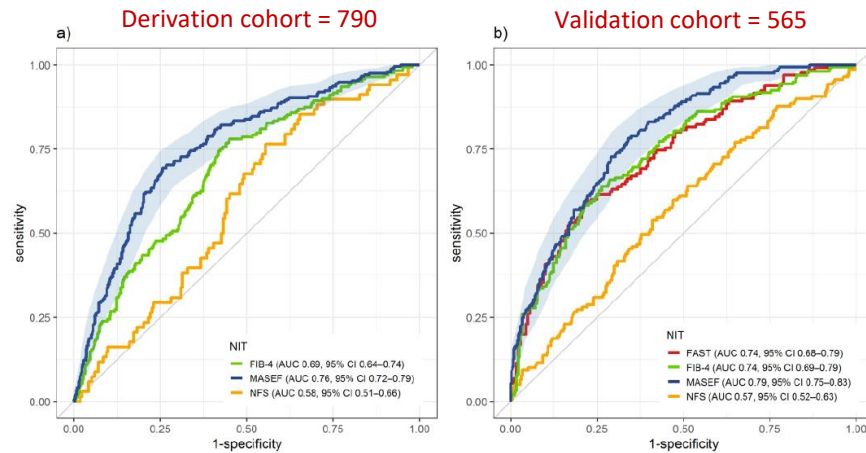 Derivation cohort = 790
Validation cohort = 565
a)
1.00
0.75
0.50
0.25
0.00
sensitivity
NIT
FIB-4 (AUC 0.69, 95% CI 0.64–0.74)
MASEF (AUC 0.76, 95% CI 0.72–0.79)
NFS (AUC 0.58, 95% CI 0.51–0.66)
0.00 0.25 0.50 0.75 1.00
1-specificity
b)
1.00
0.75
0.50
0.25
0.00
sensitivity
NIT
FAST (AUC 0.74, 95% CI 0.68–0.79)
FIB-4 (AUC 0.74, 95% CI 0.69–0.79)
MASEF (AUC 0.79, 95% CI 0.75–0.83)
NFS (AUC 0.57, 95% CI 0.52–0.63)
0.00 0.25 0.50 0.75 1.00
1-specificity